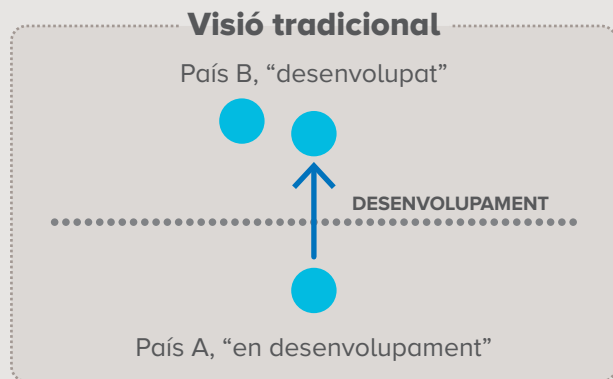 Visió tradicional
País B, “desenvolupat”
DESENVOLUPAMENT
País A, “en desenvolupament”